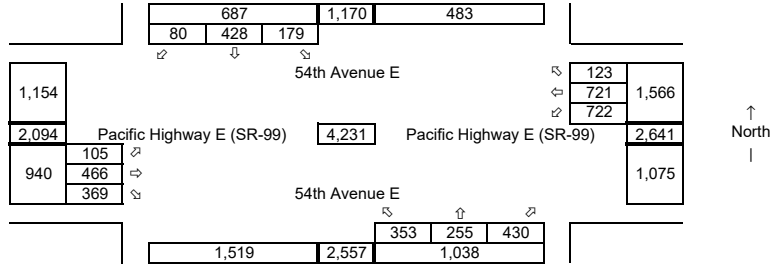 687 1,170 483
80 428 179
54th Avenue E
123
1,154 721 1,566
722
↑
2,094 Pacific Highway E (SR-99) 4,231 Pacific Highway E (SR-99) 2,641 North
105
940 466 1,075
369 54th Avenue E
353 255 430
1,519 2,557 1,038